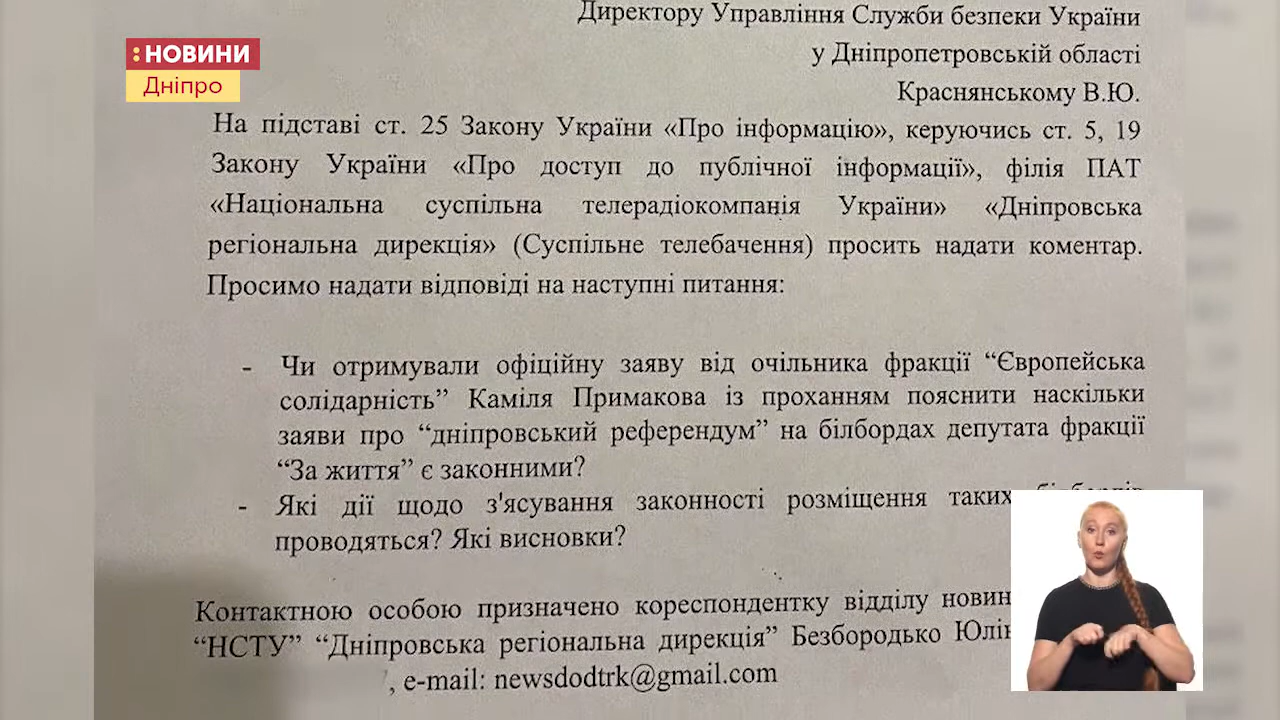 НОВИНИ
Дніпро
Директору Управління Служби безпеки України
у Дніпропетровській області
Краснянському В.Ю.
На підставі ст. 25 Закону України «Про інформацію», керуючись ст. 5, 19
Закону України «Про доступ до публічної інформації», філія ПАТ
«Національна суспільна телерадіокомпанія України» «Дніпровська
регіональна дирекція» (Суспільне телебачення) просить надати коментар.
Просимо надати відповіді на наступні питання:
- Чи отримували офіційну заяву від очільника фракції “Європейська
солідарність” Каміля Примакова із проханням пояснити наскільки
заяви про “дніпровський референдум” на білбордах депутата фракції
“За життя” є законними?
- Які дії щодо з'ясування законності розміщення таких
проводяться? Які висновки?
Контактною особою призначено кореспондентку відділу новин
“НСТУ” “Дніпровська регіональна дирекція” Безбородько
, e-mail: newsdodtrk@gmail.com